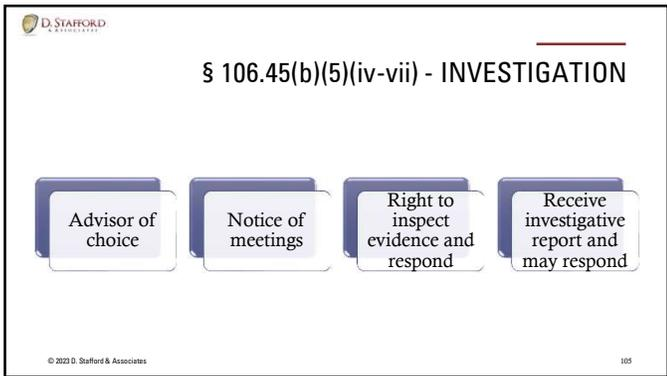 D. STAFFORD
& ASSOCIATES
§ 106.45(b)(5)(iv-vii) - INVESTIGATION
Advisor of
choice
Notice of
meetings
Right to
inspect
evidence and
respond
Receive
investigative
report and
may respond
© 2023 D. Stafford & Associates
105